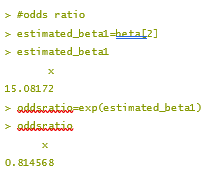 > #odds ratio
> estimated_beta1=beta[2]
> estimated_beta1
x
15.08172
> oddsratio=exp(estimated_beta1)
> oddsratio
x
0.814568